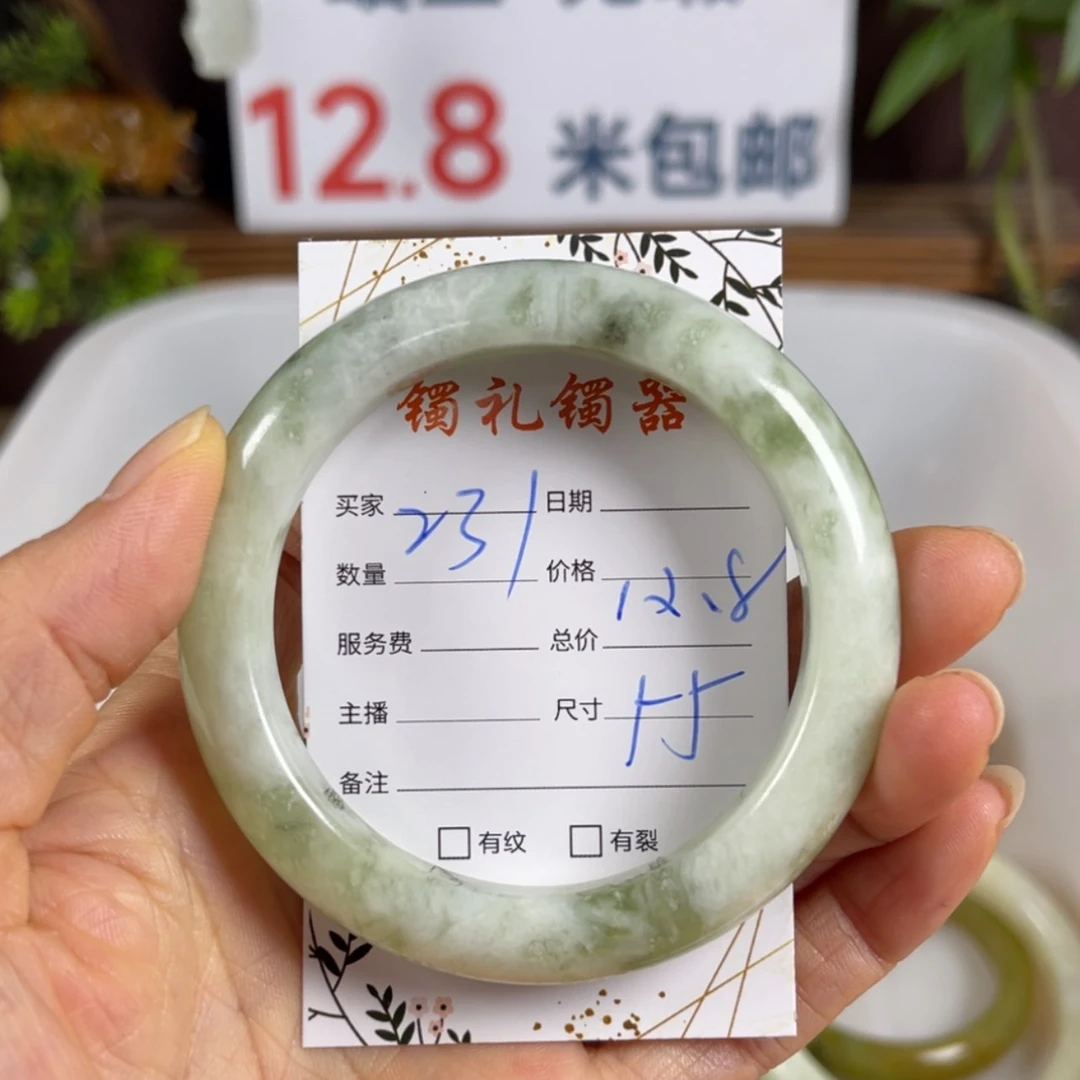 12.8 米包邮
镯礼镯器
买家 231 日期
数量 价格 12.8
服务费 总价
主播 尺寸
备注
□有纹 □有裂